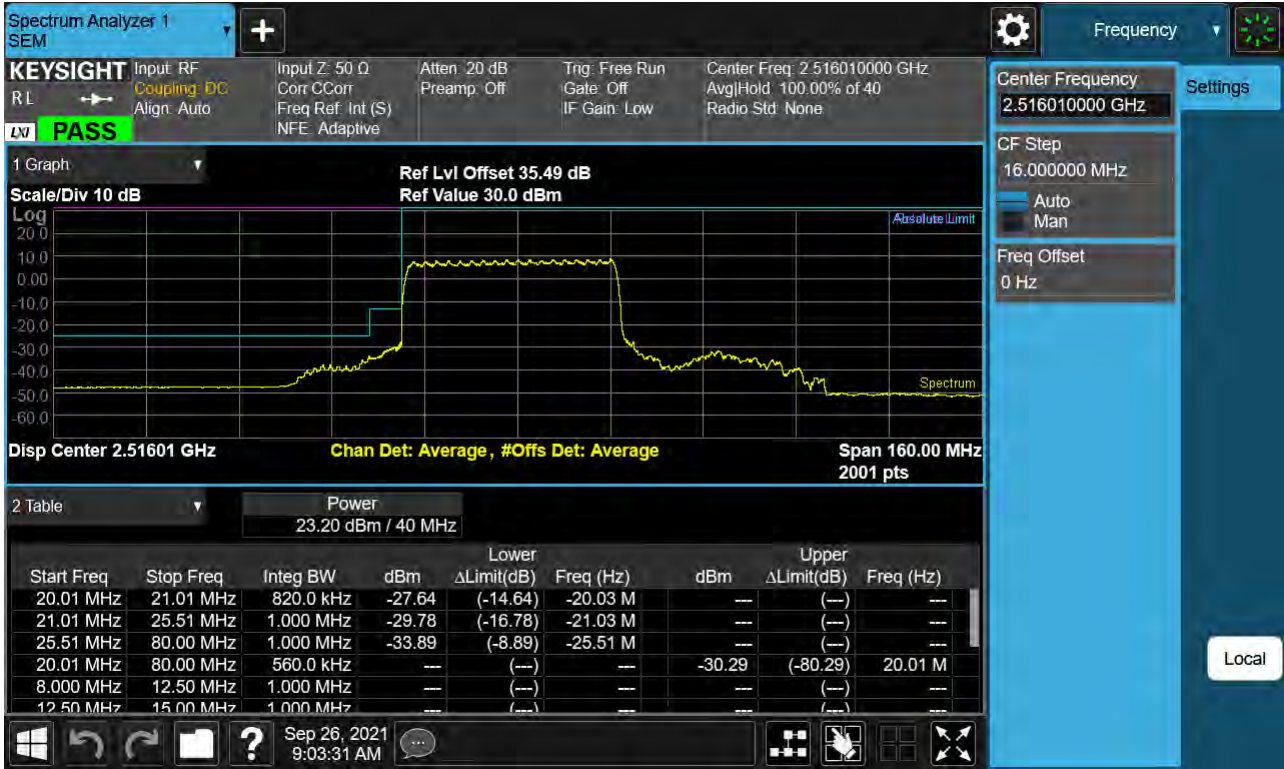 Spectrum Analyzer 1
SEM
Frequency
KEYSIGHT
R L
LXI PASS
Input: RF
Coupling: DC
Align: Auto
Input Z: 50 Ω
Corr CCorr
Freq Ref: Int (S)
NFE: Adaptive
Atten: 20 dB
Preamp: Off
Trig: Free Run
Gate: Off
IF Gain: Low
Center Freq: 2.516010000 GHz
Avg|Hold: 100.00% of 40
Radio Std: None
Center Frequency
2.516010000 GHz
Settings
CF Step
16.000000 MHz
Auto
Man
Freq Offset
0 Hz
Local
1 Graph
Scale/Div 10 dB
Ref Lvl Offset 35.49 dB
Ref Value 30.0 dBm
Log
20.0
10.0
0.00
-10.0
-20.0
-30.0
-40.0
-50.0
-60.0
Absolute Limit
Spectrum
Disp Center 2.51601 GHz
Chan Det: Average, #Offs Det: Average
Span 160.00 MHz
2001 pts
2 Table
Power
23.20 dBm / 40 MHz
Lower Upper
Start Freq Stop Freq Integ BW dBm ΔLimit(dB) Freq (Hz) dBm ΔLimit(dB) Freq (Hz)
20.01 MHz 21.01 MHz 820.0 kHz -27.64 (-14.64) -20.03 M --- (---) ---
21.01 MHz 25.51 MHz 1.000 MHz -29.78 (-16.78) -21.03 M --- (---) ---
25.51 MHz 80.00 MHz 1.000 MHz -33.89 (-8.89) -25.51 M --- (---) ---
20.01 MHz 80.00 MHz 560.0 kHz --- (---) --- -30.29 (-80.29) 20.01 M
8.000 MHz 12.50 MHz 1.000 MHz --- (---) --- --- (---) ---
12.50 MHz 15.00 MHz 1.000 MHz --- (---) --- --- (---) ---
Sep 26, 2021
9:03:31 AM